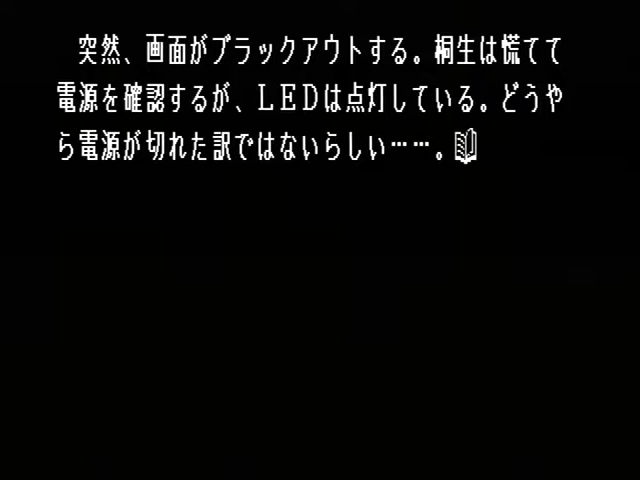 突然、画面がブラックアウトする。桐生は慌てて
電源を確認するが、ＬＥＤは点灯している。どうや
ら電源が切れた訳ではないらしい……。